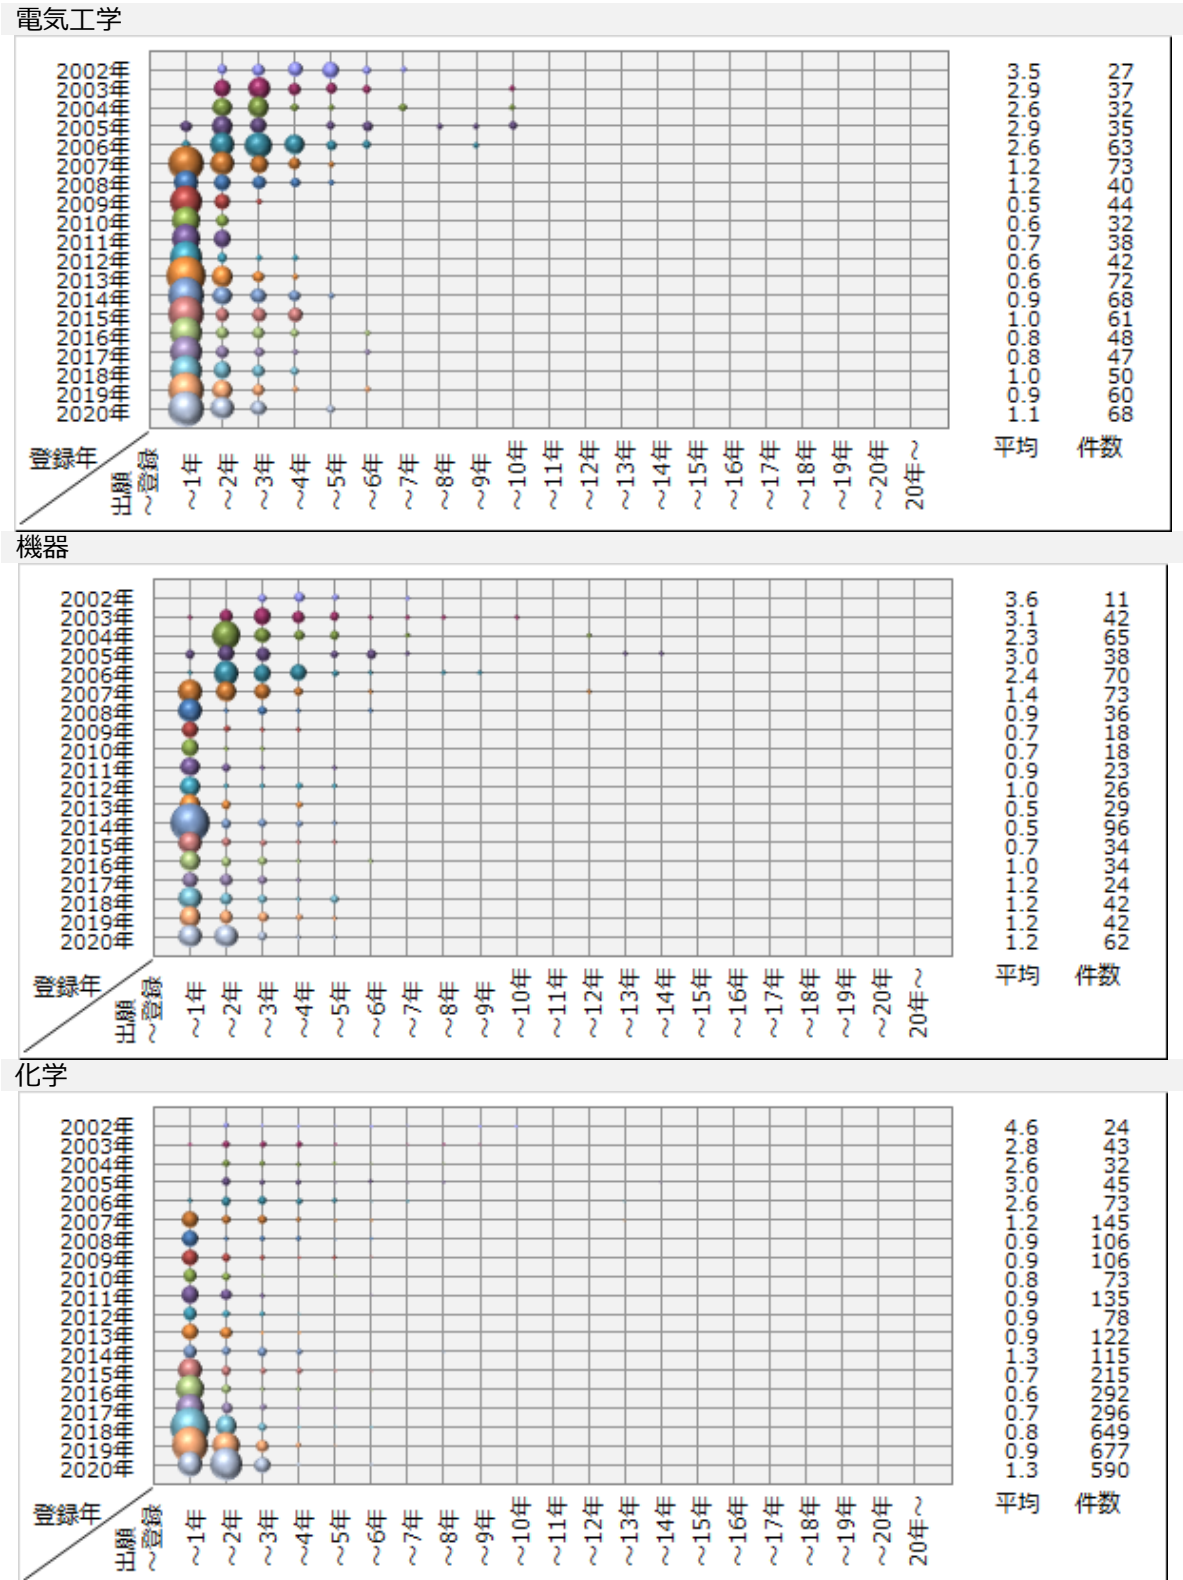 電気工学
2002年 3.5 27
2003年 2.9 37
2004年 2.6 32
2005年 2.9 35
2006年 2.6 63
2007年 1.2 73
2008年 1.2 40
2009年 0.5 44
2010年 0.6 32
2011年 0.7 38
2012年 0.6 42
2013年 0.6 72
2014年 0.9 68
2015年 1.0 61
2016年 0.8 48
2017年 0.8 47
2018年 1.0 50
2019年 0.9 60
2020年 1.1 68
登録年 出願～登録 ～1年 ～2年 ～3年 ～4年 ～5年 ～6年 ～7年 ～8年 ～9年 ～10年 ～11年 ～12年 ～13年 ～14年 ～15年 ～16年 ～17年 ～18年 ～19年 ～20年 20年～ 平均 件数
機器
2002年 3.6 11
2003年 3.1 42
2004年 2.3 65
2005年 3.0 38
2006年 2.4 70
2007年 1.4 73
2008年 0.9 36
2009年 0.7 18
2010年 0.7 18
2011年 0.9 23
2012年 1.0 26
2013年 0.5 29
2014年 0.5 96
2015年 0.7 34
2016年 1.0 34
2017年 1.2 24
2018年 1.2 42
2019年 1.2 42
2020年 1.2 62
登録年 出願～登録 ～1年 ～2年 ～3年 ～4年 ～5年 ～6年 ～7年 ～8年 ～9年 ～10年 ～11年 ～12年 ～13年 ～14年 ～15年 ～16年 ～17年 ～18年 ～19年 ～20年 20年～ 平均 件数
化学
2002年 4.6 24
2003年 2.8 43
2004年 2.6 32
2005年 3.0 45
2006年 2.6 73
2007年 1.2 145
2008年 0.9 106
2009年 0.9 106
2010年 0.8 73
2011年 0.9 135
2012年 0.9 78
2013年 0.9 122
2014年 1.3 115
2015年 0.7 215
2016年 0.6 292
2017年 0.7 296
2018年 0.8 649
2019年 0.9 677
2020年 1.3 590
登録年 出願～登録 ～1年 ～2年 ～3年 ～4年 ～5年 ～6年 ～7年 ～8年 ～9年 ～10年 ～11年 ～12年 ～13年 ～14年 ～15年 ～16年 ～17年 ～18年 ～19年 ～20年 20年～ 平均 件数